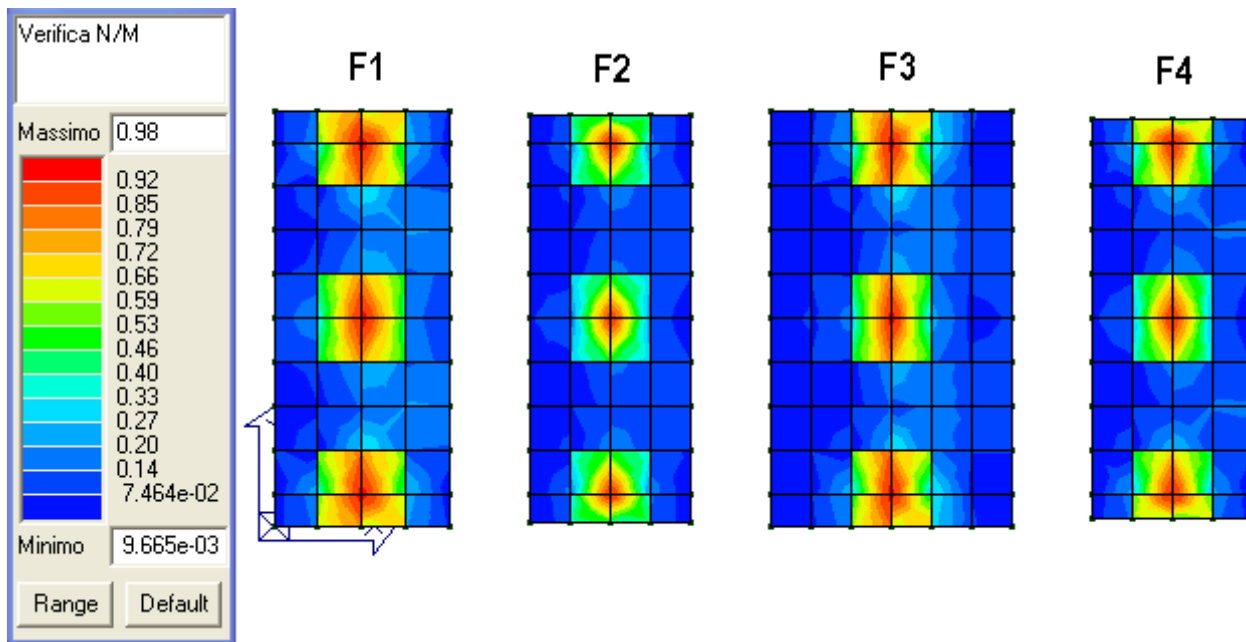 Verifica N/M
F1 F2 F3 F4
Massimo 0.98
0.92
0.85
0.79
0.72
0.66
0.59
0.53
0.46
0.40
0.33
0.27
0.20
0.14
7.464e-02
Minimo 9.665e-03
Range Default